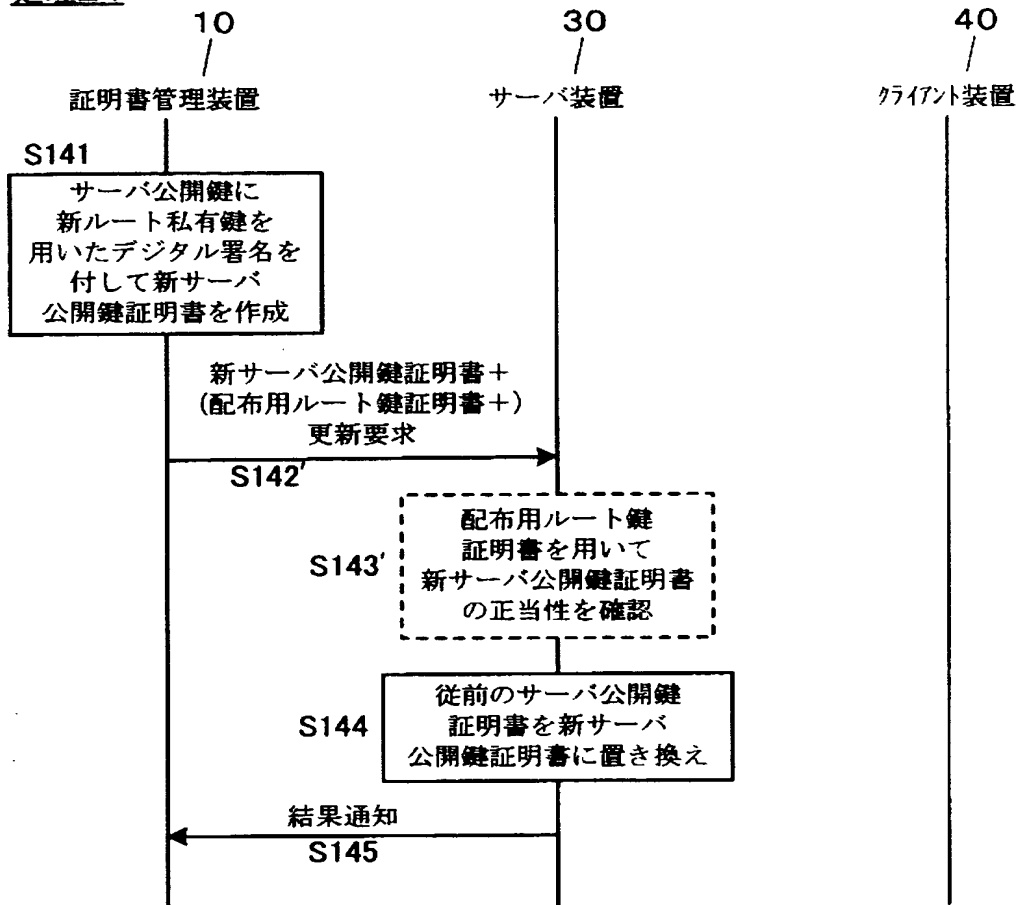 10
30
40
証明書管理装置
サーバ装置
クライアント装置
S141
サーバ公開鍵に
新ルート私有鍵を
用いたデジタル署名を
付して新サーバ
公開鍵証明書を作成
新サーバ公開鍵証明書+
(配布用ルート鍵証明書+)
更新要求
S142'
配布用ルート鍵
証明書を用いて
新サーバ公開鍵証明書
の正当性を確認
S143'
従前のサーバ公開鍵
証明書を新サーバ
公開鍵証明書に置き換え
S144
結果通知
S145